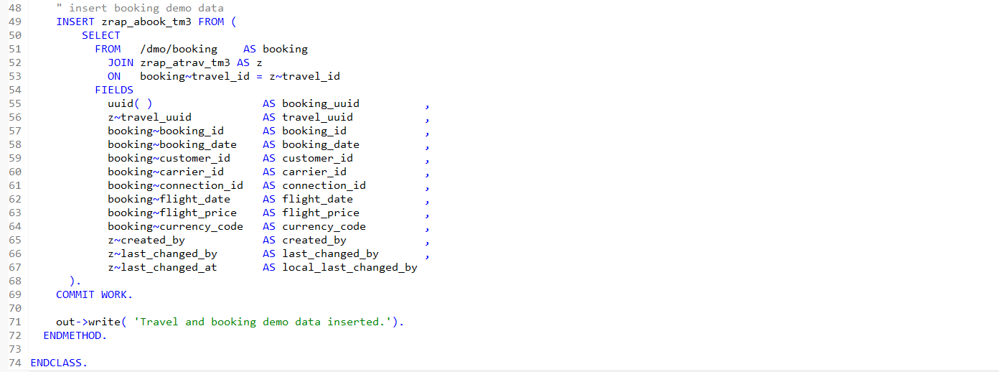 48     " insert booking demo data
49     INSERT zrap_abook_tm3 FROM (
50         SELECT
51           FROM   /dmo/booking    AS booking
52             JOIN zrap_atrav_tm3 AS z
53             ON   booking~travel_id = z~travel_id
54           FIELDS
55             uuid( )                 AS booking_uuid          ,
56             z~travel_uuid           AS travel_uuid           ,
57             booking~booking_id      AS booking_id            ,
58             booking~booking_date    AS booking_date          ,
59             booking~customer_id     AS customer_id           ,
60             booking~carrier_id      AS carrier_id            ,
61             booking~connection_id   AS connection_id         ,
62             booking~flight_date     AS flight_date           ,
63             booking~flight_price    AS flight_price          ,
64             booking~currency_code   AS currency_code         ,
65             z~created_by            AS created_by            ,
66             z~last_changed_by       AS last_changed_by       ,
67             z~last_changed_at       AS local_last_changed_by
68       ).
69     COMMIT WORK.
70
71     out->write( 'Travel and booking demo data inserted.').
72   ENDMETHOD.
73
74 ENDCLASS.